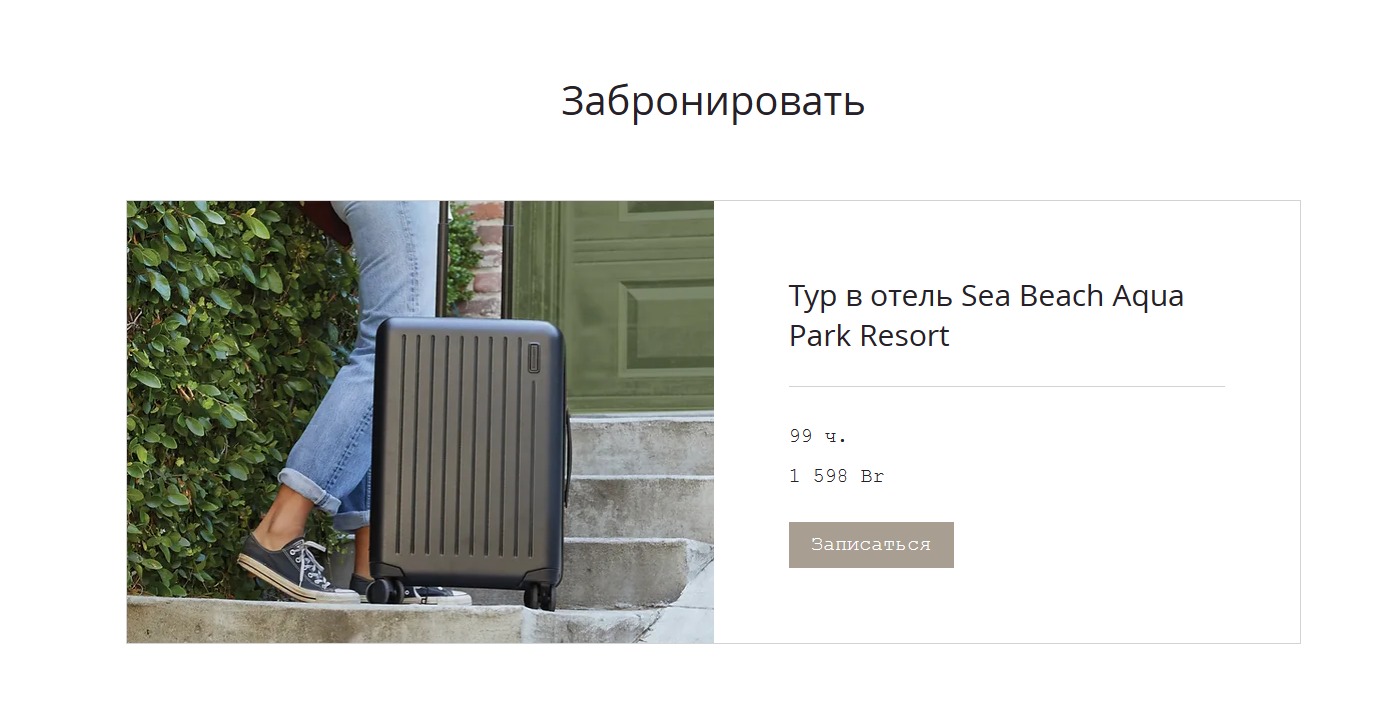 Забронировать
Тур в отель Sea Beach Aqua
Park Resort
99 ч.
1 598 Br
Записаться